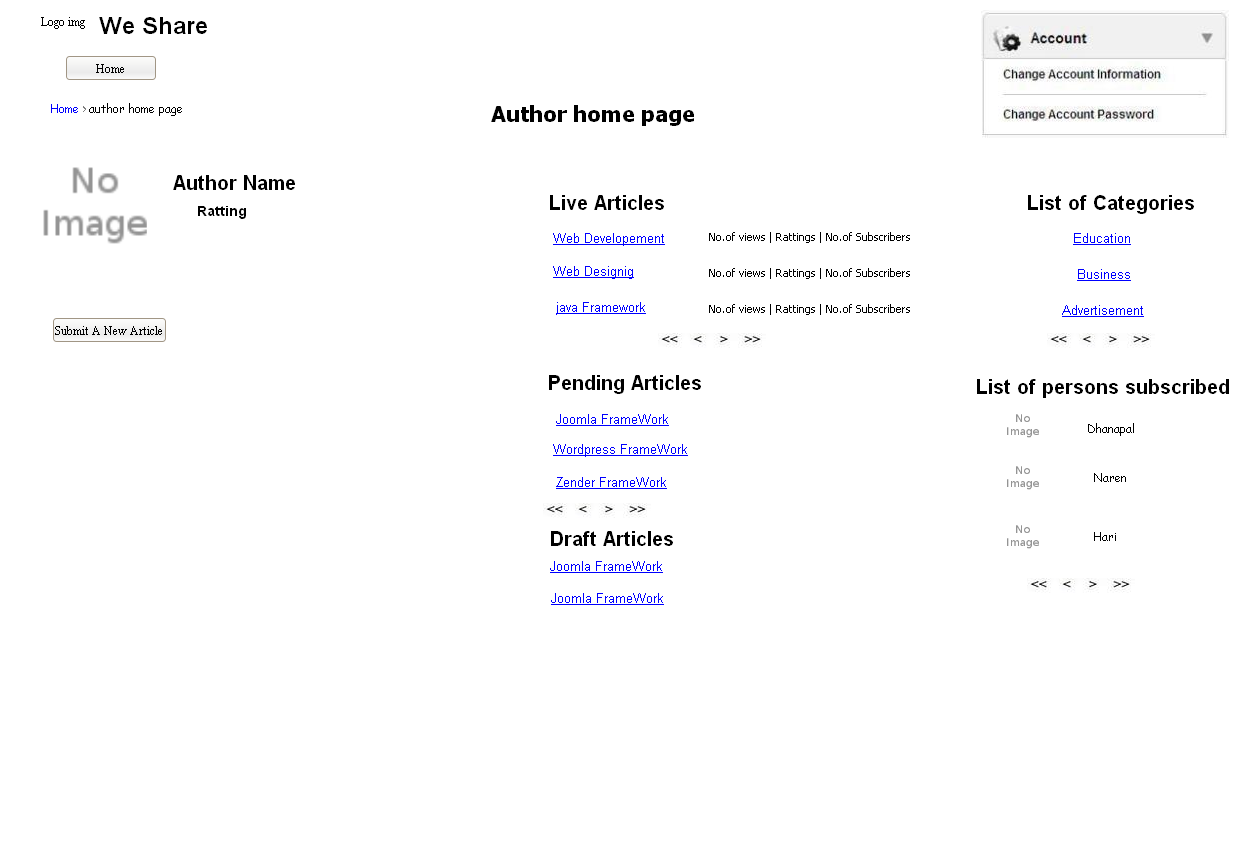 Logo img We Share
Home
Home > author home page
Author home page
Account
Change Account Information
Change Account Password
No Image
Author Name
Ratting
Submit A New Article
Live Articles
Web Developement No.of views | Rattings | No.of Subscribers
Web Designig No.of views | Rattings | No.of Subscribers
java Framework No.of views | Rattings | No.of Subscribers
<< < > >>
Pending Articles
Joomla FrameWork
Wordpress FrameWork
Zender FrameWork
<< < > >>
Draft Articles
Joomla FrameWork
Joomla FrameWork
List of Categories
Education
Business
Advertisement
<< < > >>
List of persons subscribed
No Image Dhanapal
No Image Naren
No Image Hari
<< < > >>